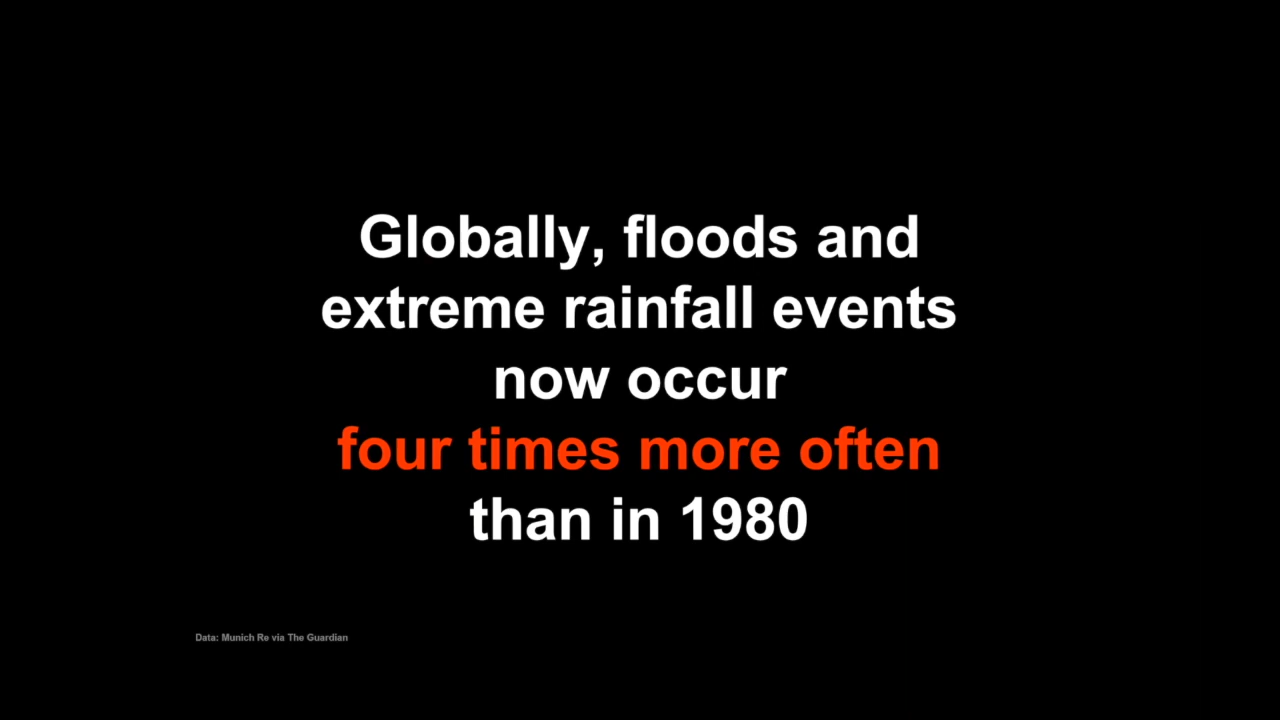 Globally, floods and
extreme rainfall events
now occur
four times more often
than in 1980
Data: Munich Re via The Guardian